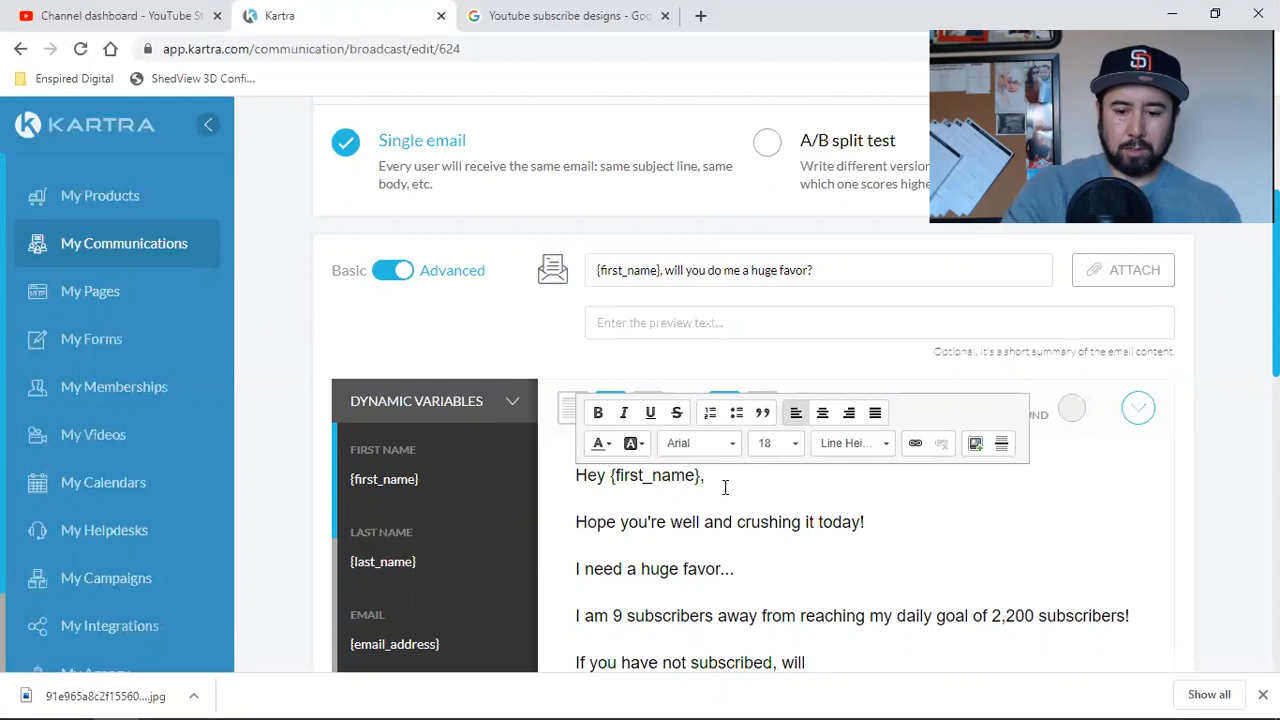 Channel dashboard - YouTube St
Kartra
Youtube subscribe designs - Goo
app.kartra.com/communication/broadcast/edit/624
Enspired Digital
ShedView 3D Confi...
KARTRA
My Products
My Communications
My Pages
My Forms
My Memberships
My Videos
My Calendars
My Helpdesks
My Campaigns
My Integrations
Single email
Every user will receive the same email: same subject line, same
body, etc.
A/B split test
Write different version
which one scores highe
Basic
Advanced
{first_name}, will you do me a huge favor?
ATTACH
Enter the preview text...
Optional. It's a short summary of the email content.
DYNAMIC VARIABLES
FIRST NAME
{first_name}
LAST NAME
{last_name}
EMAIL
{email_address}
B I U S
A A Arial 18 Line Hei...
UND
Hey {first_name},
Hope you're well and crushing it today!
I need a huge favor...
I am 9 subscribers away from reaching my daily goal of 2,200 subscribers!
If you have not subscribed, will
91e965a8c2f15560....jpg
Show all